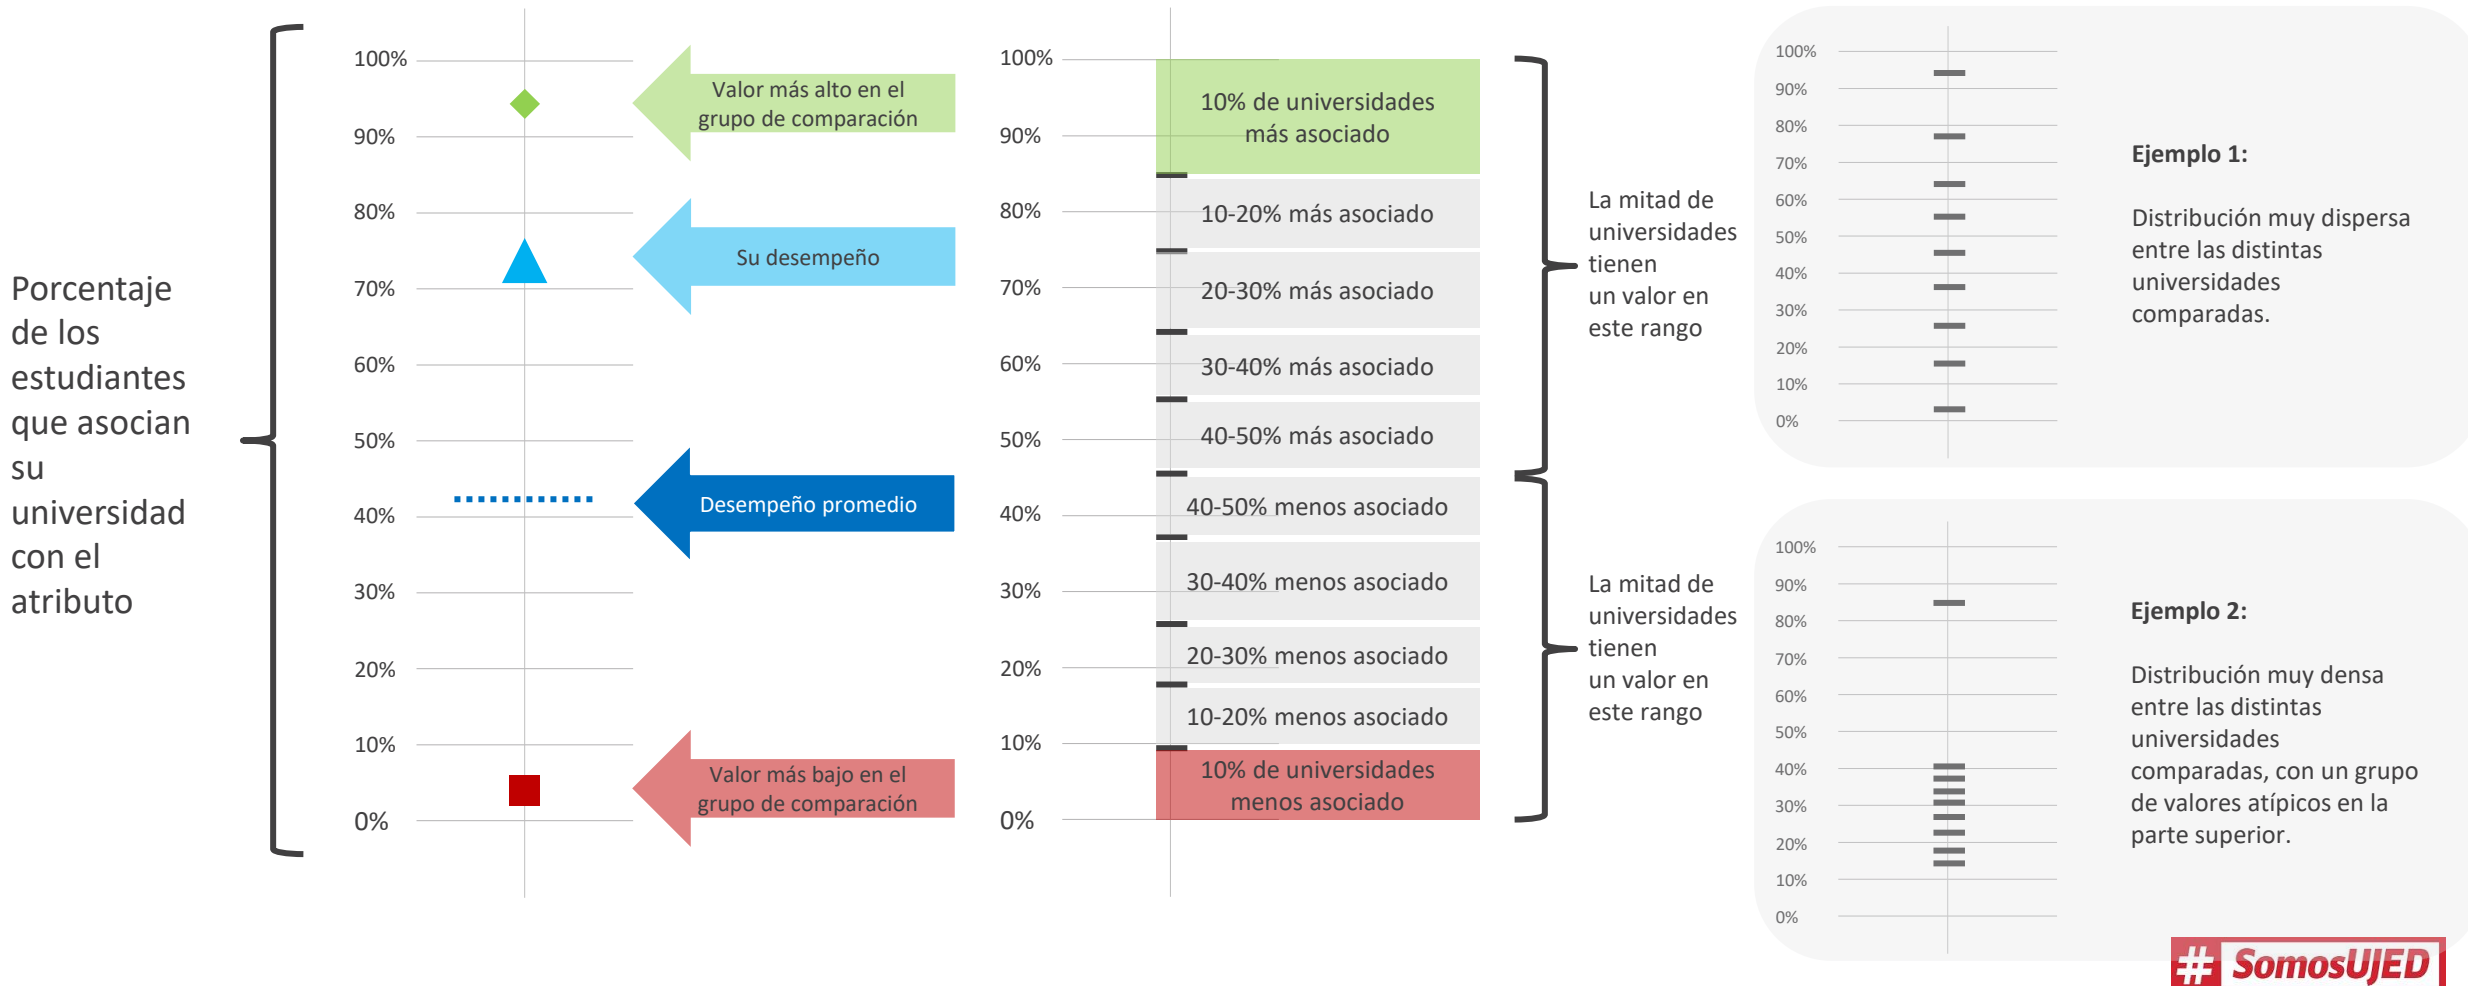 Porcentaje
de los
estudiantes
que asocian
su
universidad
con el
atributo
100%
90%
80%
70%
60%
50%
40%
30%
20%
10%
0%
Valor más alto en el
grupo de comparación
Su desempeño
Desempeño promedio
Valor más bajo en el
grupo de comparación
100%
90%
80%
70%
60%
50%
40%
30%
20%
10%
0%
10% de universidades
más asociado
10-20% más asociado
20-30% más asociado
30-40% más asociado
40-50% más asociado
40-50% menos asociado
30-40% menos asociado
20-30% menos asociado
10-20% menos asociado
10% de universidades
menos asociado
La mitad de
universidades
tienen
un valor en
este rango
La mitad de
universidades
tienen
un valor en
este rango
100%
90%
80%
70%
60%
50%
40%
30%
20%
10%
0%
Ejemplo 1:
Distribución muy dispersa
entre las distintas
universidades
comparadas.
100%
90%
80%
70%
60%
50%
40%
30%
20%
10%
0%
Ejemplo 2:
Distribución muy densa
entre las distintas
universidades
comparadas, con un grupo
de valores atípicos en la
parte superior.
# SomosUJED